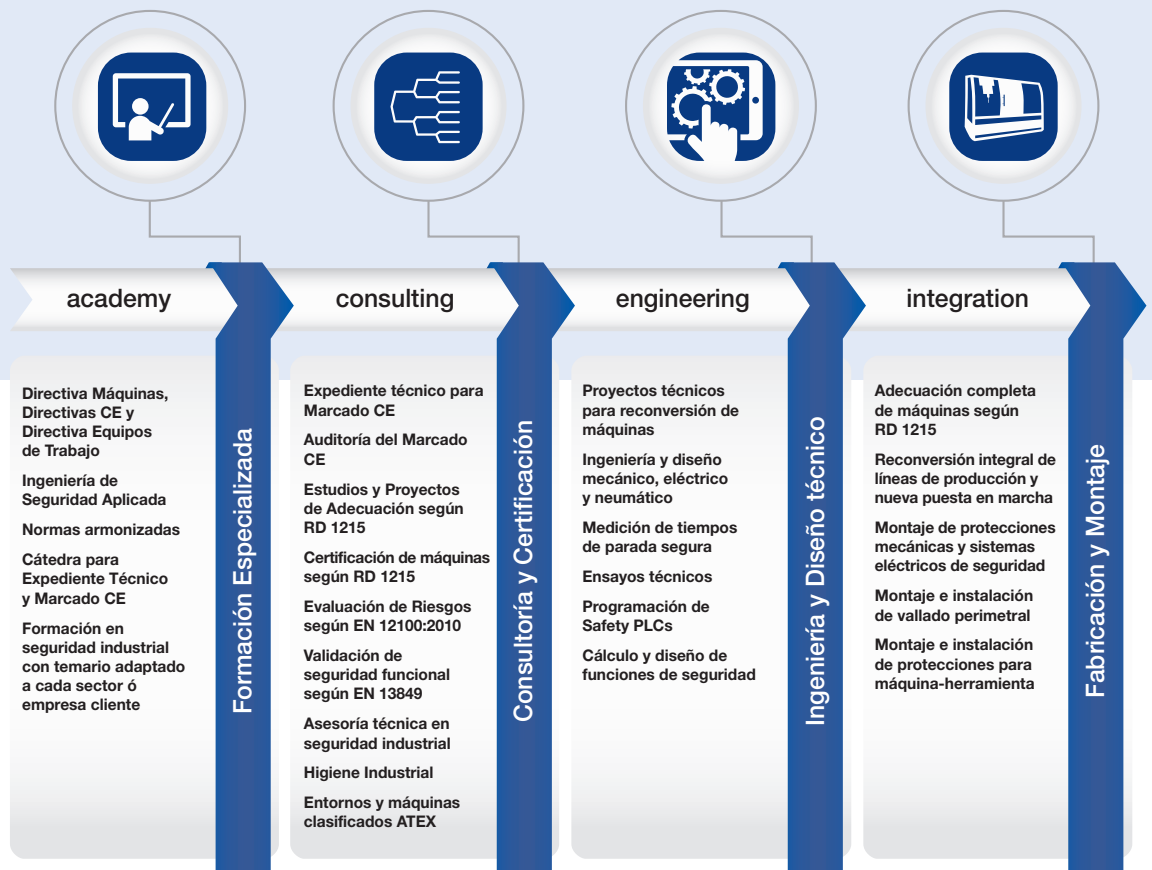 academy
Directiva Máquinas,
Directivas CE y
Directiva Equipos
de Trabajo
Ingeniería de
Seguridad Aplicada
Normas armonizadas
Cátedra para
Expediente Técnico
y Marcado CE
Formación en
seguridad industrial
con temario adaptado
a cada sector ó
empresa cliente
Formación Especializada
consulting
Expediente técnico para
Marcado CE
Auditoría del Marcado
CE
Estudios y Proyectos
de Adecuación según
RD 1215
Certificación de máquinas
según RD 1215
Evaluación de Riesgos
según EN 12100:2010
Validación de
seguridad funcional
según EN 13849
Asesoría técnica en
seguridad industrial
Higiene Industrial
Entornos y máquinas
clasificados ATEX
Consultoría y Certificación
engineering
Proyectos técnicos
para reconversión de
máquinas
Ingeniería y diseño
mecánico, eléctrico
y neumático
Medición de tiempos
de parada segura
Ensayos técnicos
Programación de
Safety PLCs
Cálculo y diseño de
funciones de seguridad
Ingeniería y Diseño técnico
integration
Adecuación completa
de máquinas según
RD 1215
Reconversión integral de
líneas de producción y
nueva puesta en marcha
Montaje de protecciones
mecánicas y sistemas
eléctricos de seguridad
Montaje e instalación
de vallado perimetral
Montaje e instalación
de protecciones para
máquina-herramienta
Fabricación y Montaje